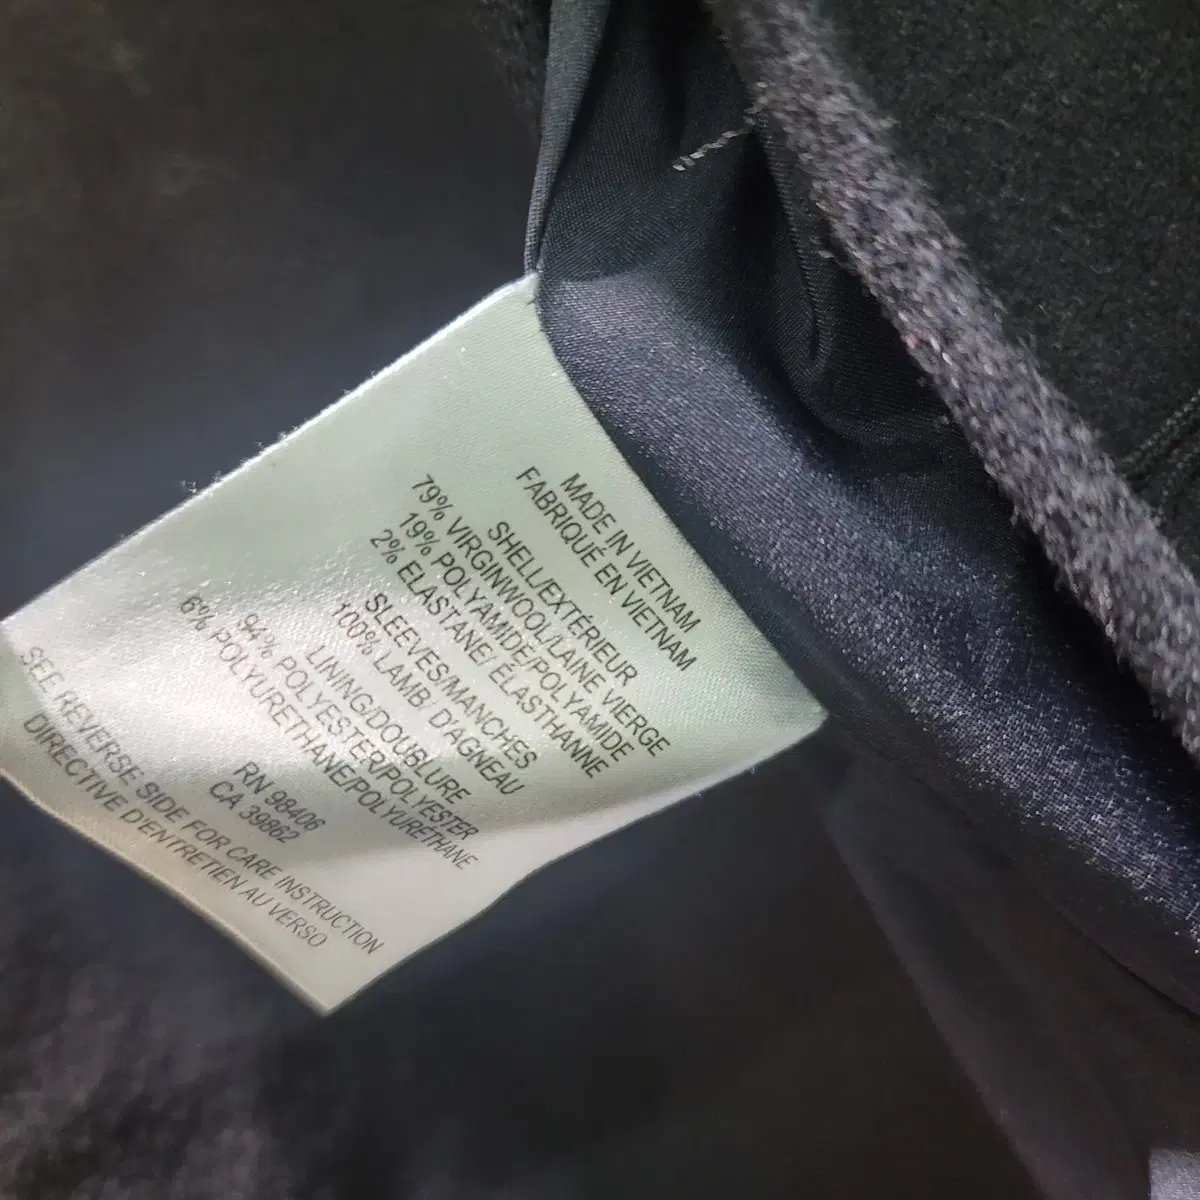 MADE IN VIETNAM
FABRIQUÉ EN VIETNAM
SHELL/EXTÉRIEUR
79% VIRGINWOOL/LAINE VIERGE
19% POLYAMIDE/POLYAMIDE
2% ELASTANE/ ÉLASTHANNE
SLEEVES/MANCHES
100% LAMB/ D'AGNEAU
LINING/DOUBLURE
94% POLYESTER/POLYESTER
6% POLYURETHANE/POLYURÉTHANE
RN 98406
CA 39862
SEE REVERSE SIDE FOR CARE INSTRUCTION
DIRECTIVE D'ENTRETIEN AU VERSO